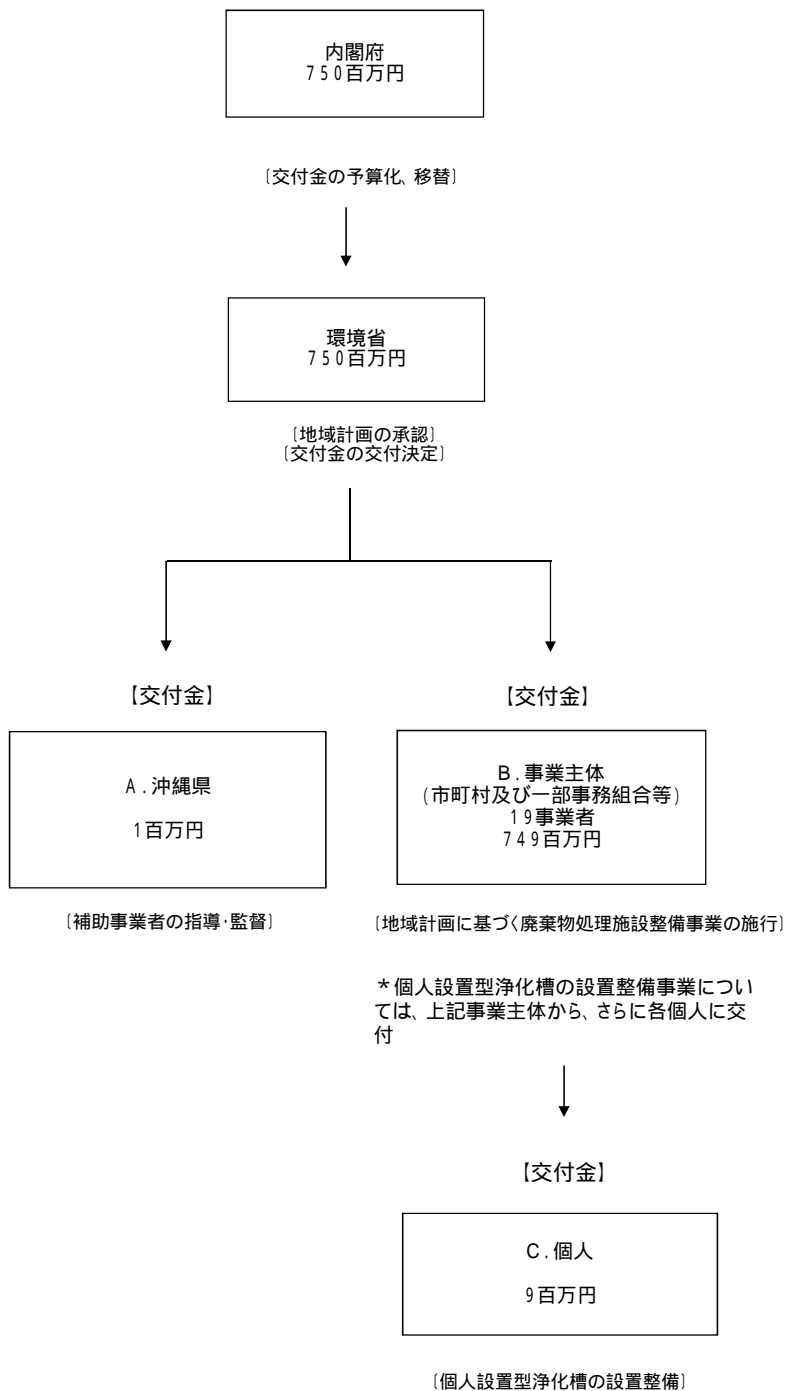 内閣府
750百万円
〔交付金の予算化、移替〕
環境省
750百万円
〔地域計画の承認〕
〔交付金の交付決定〕
【交付金】
【交付金】
A.沖縄県
1百万円
B.事業主体
(市町村及び一部事務組合等)
19事業者
749百万円
〔補助事業者の指導・監督〕
〔地域計画に基づく廃棄物処理施設整備事業の施行〕
*個人設置型浄化槽の設置整備事業につい
ては、上記事業主体から、さらに各個人に交
付
【交付金】
C.個人
9百万円
〔個人設置型浄化槽の設置整備〕